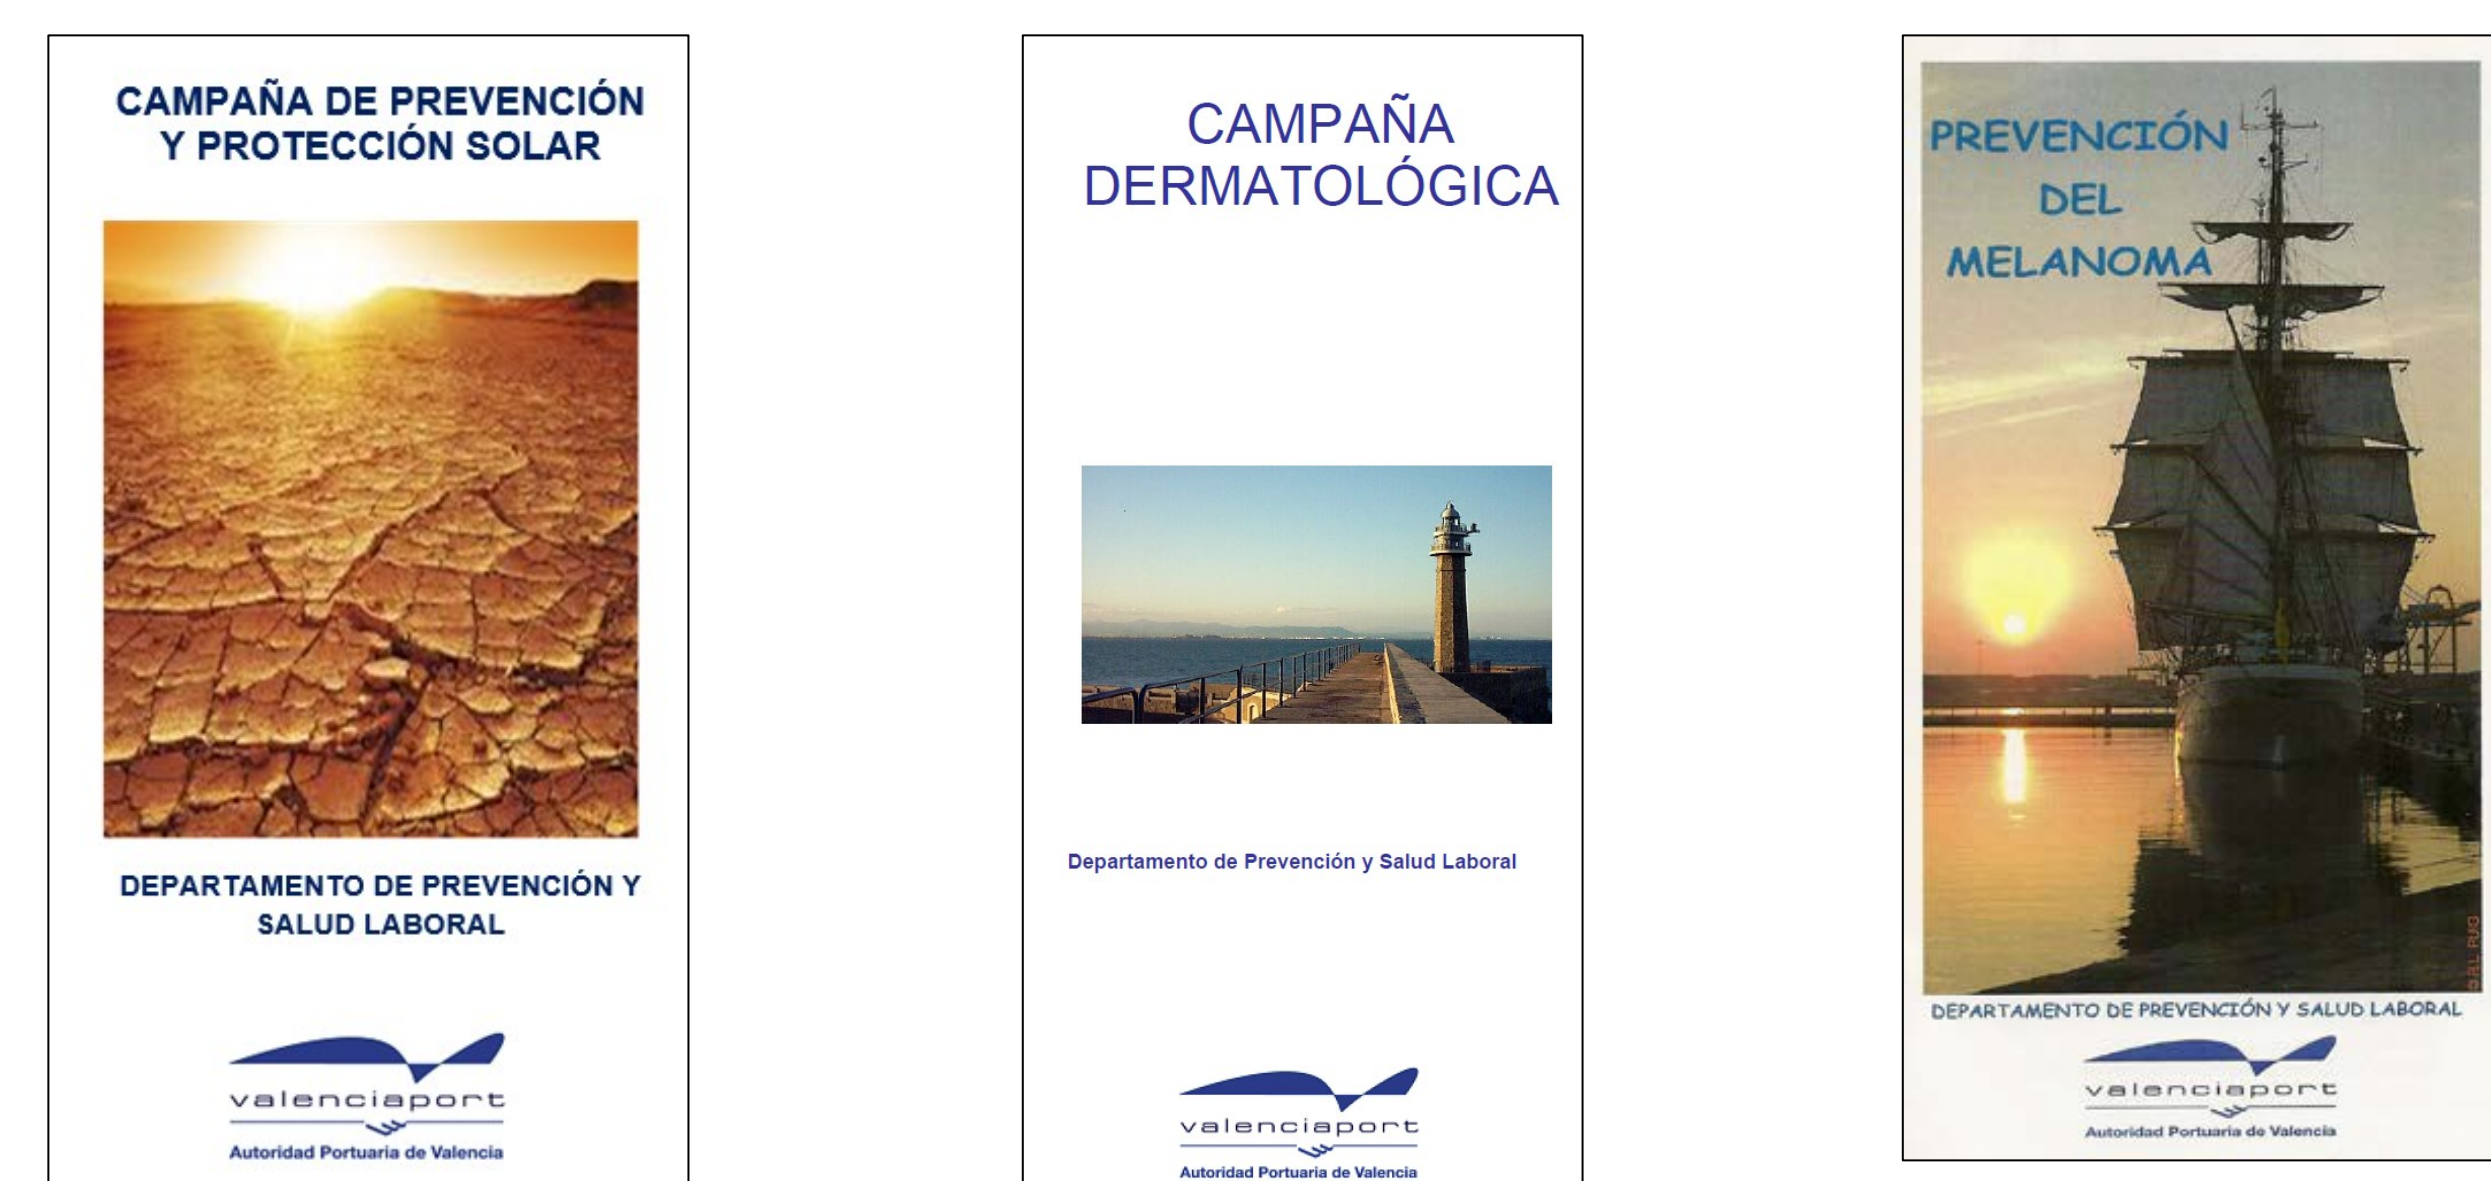 CAMPAÑA DE PREVENCIÓN
Y PROTECCIÓN SOLAR
DEPARTAMENTO DE PREVENCIÓN Y
SALUD LABORAL
valenciaport
Autoridad Portuaria de Valencia
CAMPAÑA
DERMATOLÓGICA
Departamento de Prevención y Salud Laboral
valenciaport
Autoridad Portuaria de Valencia
PREVENCIÓN
DEL
MELANOMA
DEPARTAMENTO DE PREVENCIÓN Y SALUD LABORAL
valenciaport
Autoridad Portuaria de Valencia